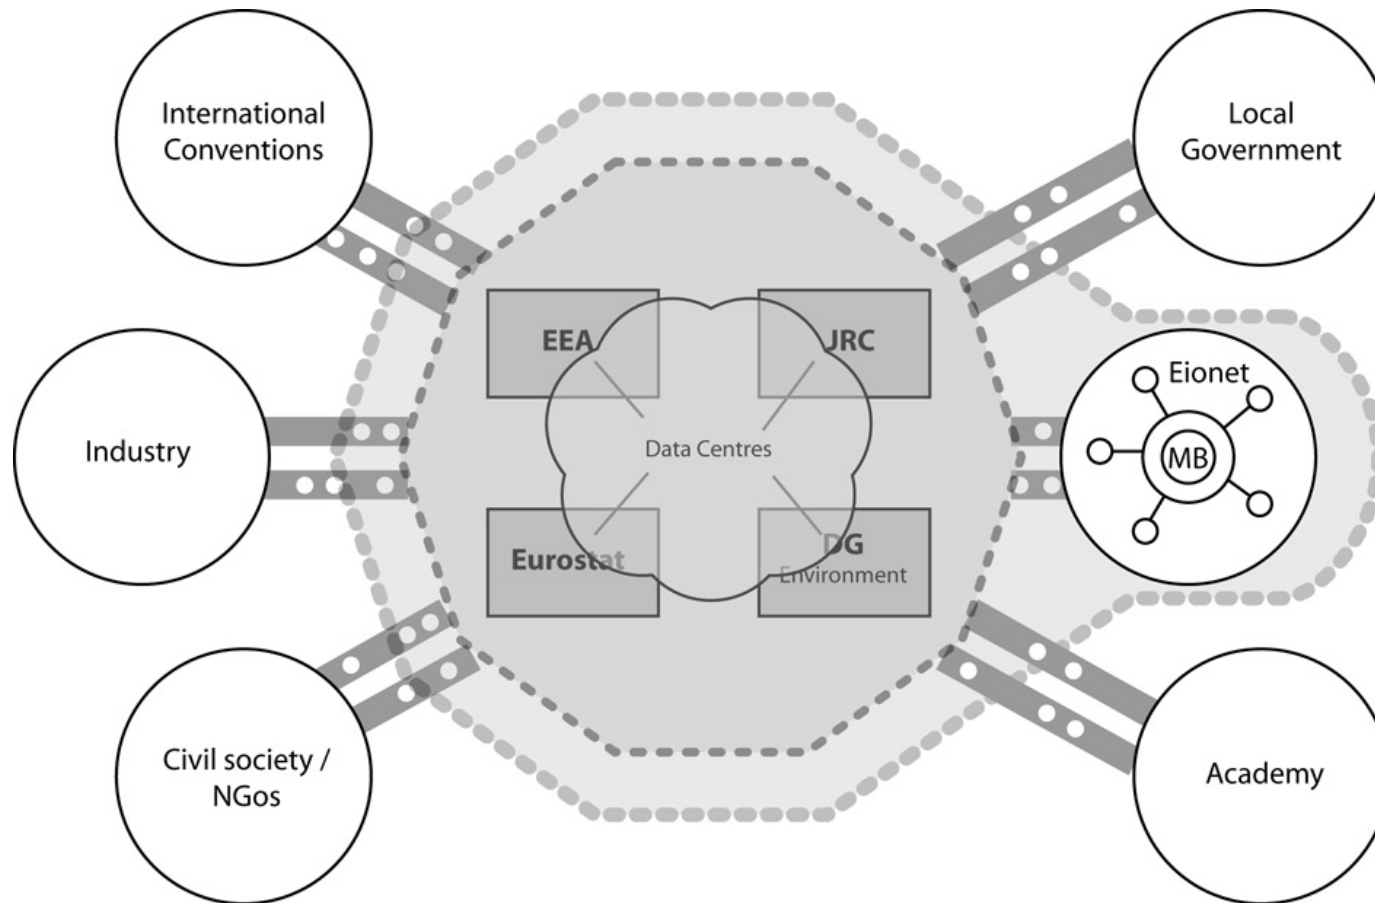 International
Conventions
Local
Government
EEA
JRC
Eionet
Industry
Data Centres
MB
Eurostat
DG
Environment
Civil society /
NGos
Academy